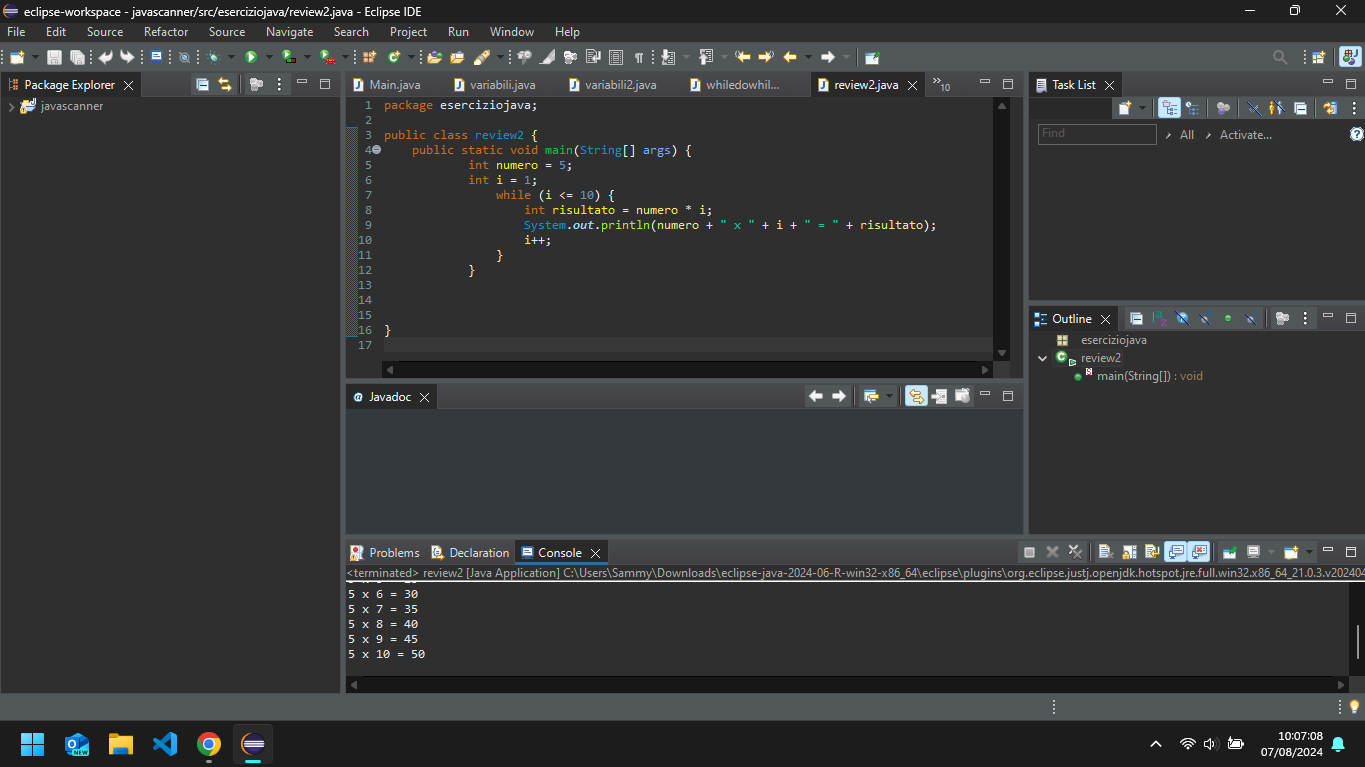 eclipse-workspace - javascanner/src/eserciziojava/review2.java - Eclipse IDE
File Edit Source Refactor Source Navigate Search Project Run Window Help
Package Explorer
javascanner
Main.java variabili.java variabili2.java whiledowhil... review2.java »10
1 package eserciziojava;
2
3 public class review2 {
4 public static void main(String[] args) {
5 int numero = 5;
6 int i = 1;
7 while (i <= 10) {
8 int risultato = numero * i;
9 System.out.println(numero + " x " + i + " = " + risultato);
10 i++;
11 }
12 }
13
14
15
16 }
17
Task List
Find All Activate...
Outline
eserciziojava
review2
main(String[]) : void
Javadoc
Problems Declaration Console
<terminated> review2 [Java Application] C:\Users\Sammy\Downloads\eclipse-java-2024-06-R-win32-x86_64\eclipse\plugins\org.eclipse.justj.openjdk.hotspot.jre.full.win32.x86_64_21.0.3.v202404
5 x 6 = 30
5 x 7 = 35
5 x 8 = 40
5 x 9 = 45
5 x 10 = 50
NEW
10:07:08
07/08/2024